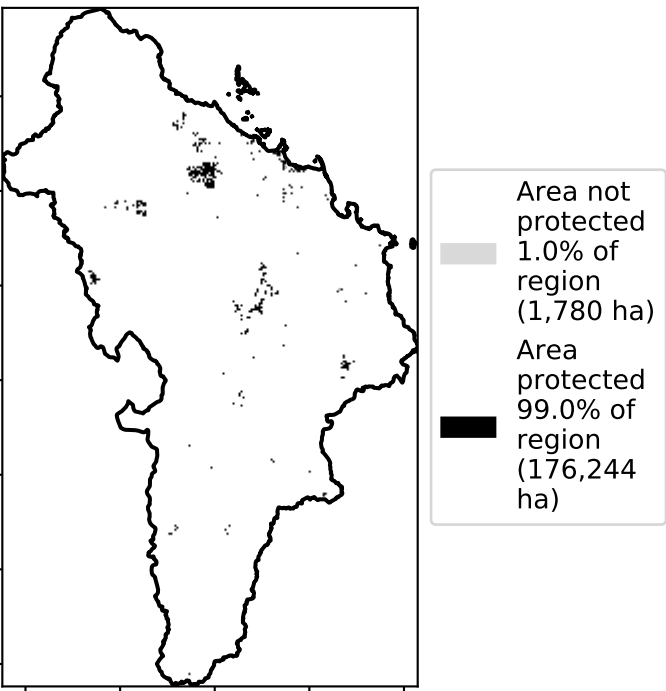 Area not
protected
1.0% of
region
(1,780 ha)
Area
protected
99.0% of
region
(176,244
ha)